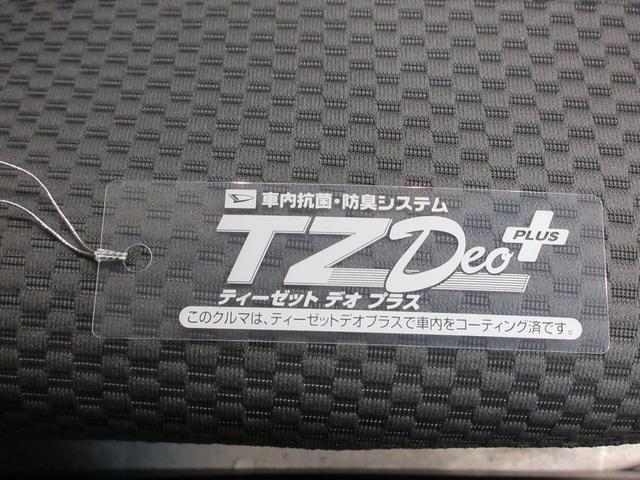 車内抗菌・防臭システム
TZ Deo PLUS
ティーゼット デオ プラス
このクルマは、ティーゼットデオプラスで車内をコーティング済です。